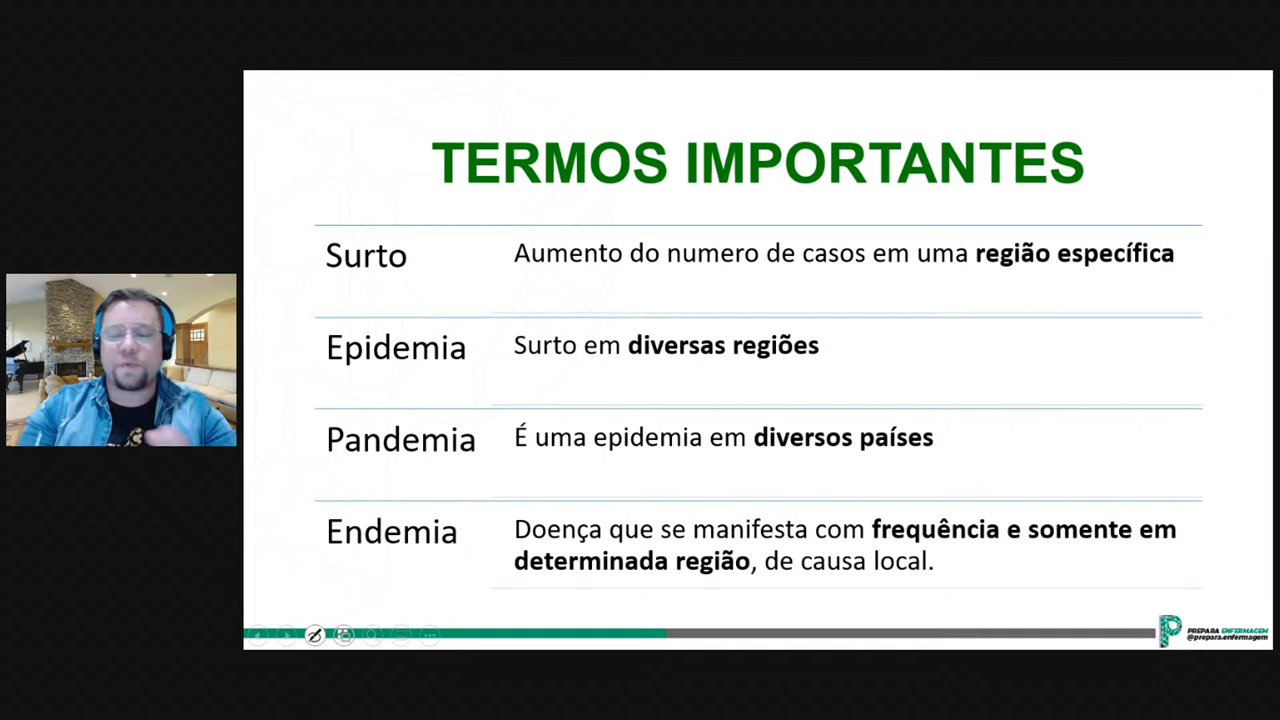 TERMOS IMPORTANTES
Surto
Aumento do numero de casos em uma região específica
Epidemia
Surto em diversas regiões
Pandemia
É uma epidemia em diversos países
Endemia
Doença que se manifesta com frequência e somente em
determinada região, de causa local.
PREPARA ENFERMAGEM
@prepara.enfermagem